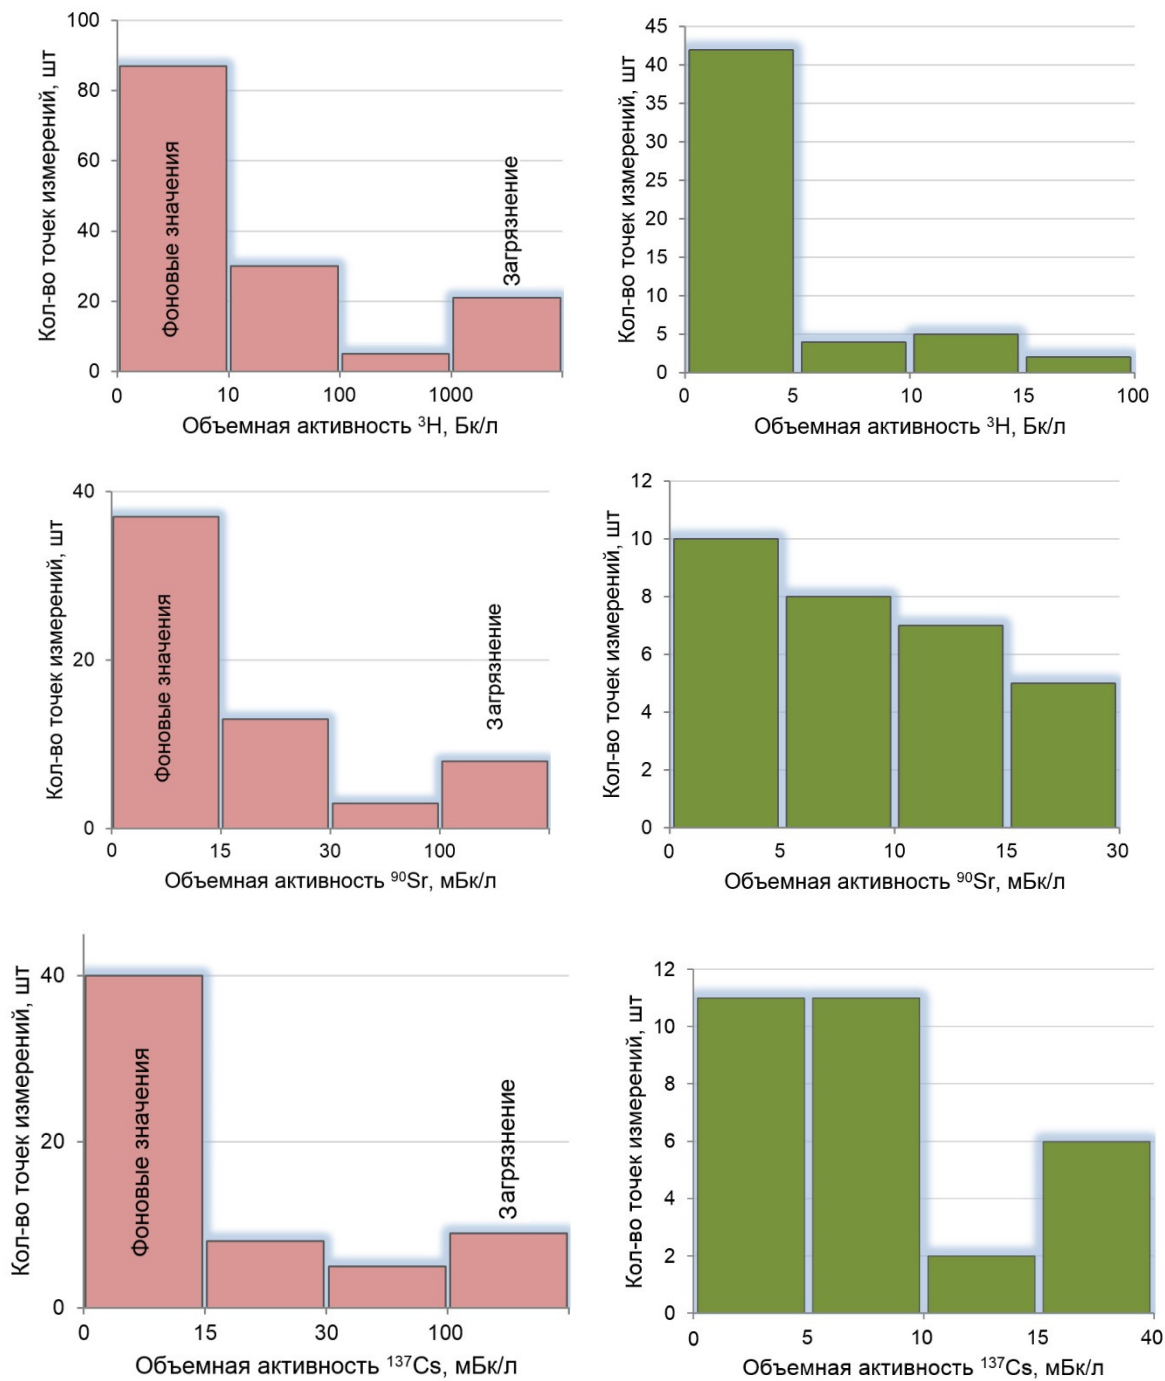 Кол-во точек измерений, шт
100
80
60
40
20
0
Фоновые значения
Загрязнение
0 10 100 1000
Объемная активность ³H, Бк/л
Кол-во точек измерений, шт
45
40
35
30
25
20
15
10
5
0
0 5 10 15 100
Объемная активность ³H, Бк/л
Кол-во точек измерений, шт
40
20
0
Фоновые значения
Загрязнение
0 15 30 100
Объемная активность ⁹⁰Sr, мБк/л
Кол-во точек измерений, шт
12
10
8
6
4
2
0
0 5 10 15 30
Объемная активность ⁹⁰Sr, мБк/л
Кол-во точек измерений, шт
40
20
0
Фоновые значения
Загрязнение
0 15 30 100
Объемная активность ¹³⁷Cs, мБк/л
Кол-во точек измерений, шт
12
10
8
6
4
2
0
0 5 10 15 40
Объемная активность ¹³⁷Cs, мБк/л